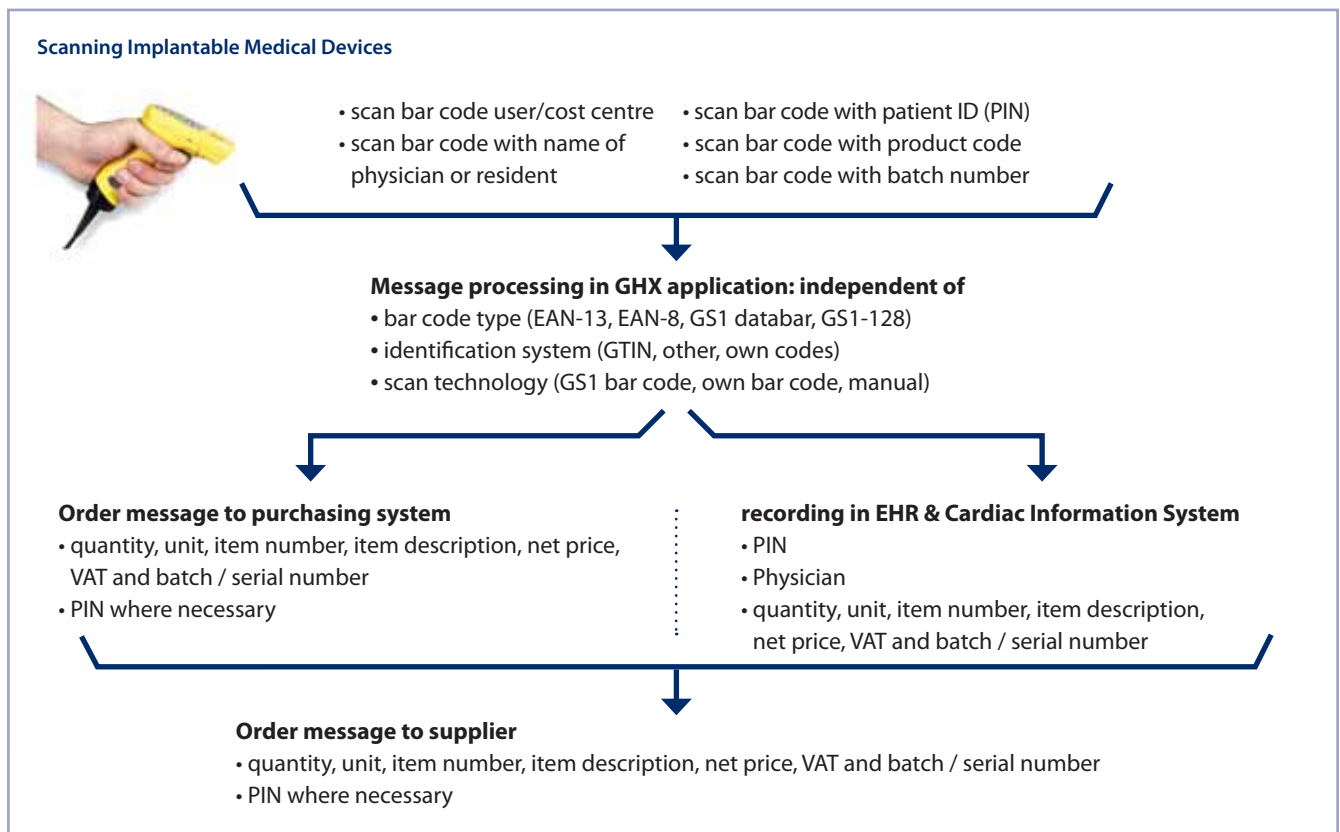 Scanning Implantable Medical Devices
• scan bar code user/cost centre
• scan bar code with name of
physician or resident
• scan bar code with patient ID (PIN)
• scan bar code with product code
• scan bar code with batch number
Message processing in GHX application: independent of
• bar code type (EAN-13, EAN-8, GS1 databar, GS1-128)
• identification system (GTIN, other, own codes)
• scan technology (GS1 bar code, own bar code, manual)
Order message to purchasing system
• quantity, unit, item number, item description, net price,
VAT and batch / serial number
• PIN where necessary
recording in EHR & Cardiac Information System
• PIN
• Physician
• quantity, unit, item number, item description,
net price, VAT and batch / serial number
Order message to supplier
• quantity, unit, item number, item description, net price, VAT and batch / serial number
• PIN where necessary